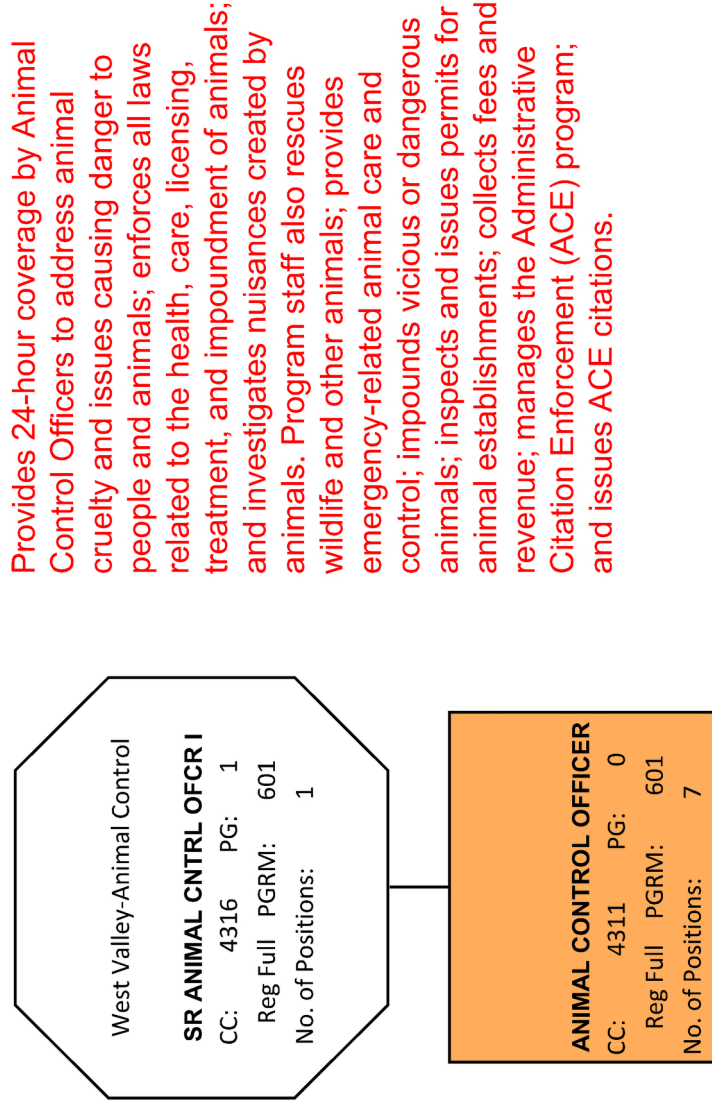 Provides 24-hour coverage by Animal
Control Officers to address animal
cruelty and issues causing danger to
people and animals; enforces all laws
related to the health, care, licensing,
treatment, and impoundment of animals;
and investigates nuisances created by
animals. Program staff also rescues
wildlife and other animals; provides
emergency-related animal care and
control; impounds vicious or dangerous
animals; inspects and issues permits for
animal establishments; collects fees and
revenue; manages the Administrative
Citation Enforcement (ACE) program;
and issues ACE citations.
West Valley-Animal Control
SR ANIMAL CNTRL OFCR I
CC: 4316 PG: 1
Reg Full PGRM: 601
No. of Positions: 1
ANIMAL CONTROL OFFICER
CC: 4311 PG: 0
Reg Full PGRM: 601
No. of Positions: 7